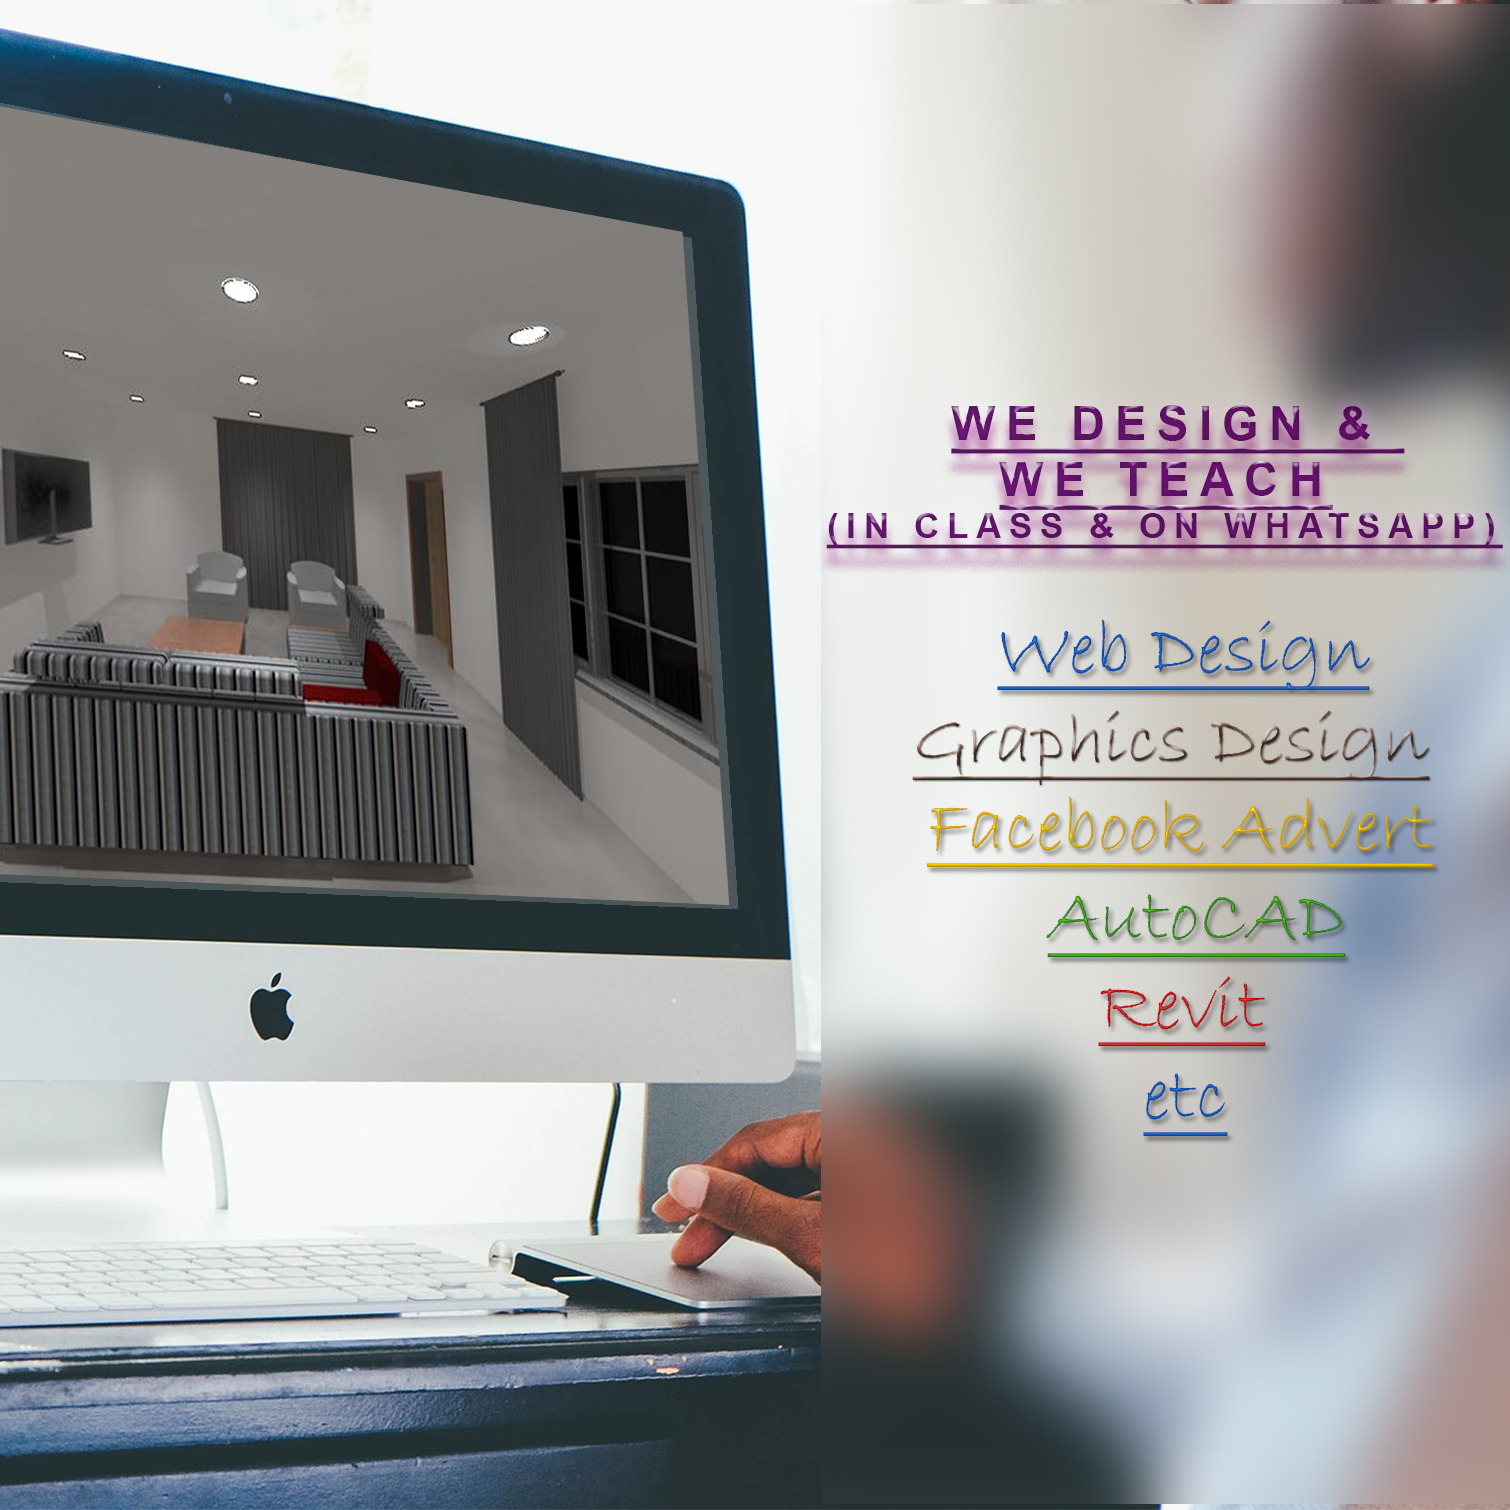 WE DESIGN &
WE TEACH
(IN CLASS & ON WHATSAPP)
Web Design
Graphics Design
Facebook Advert
AutoCAD
Revit
etc